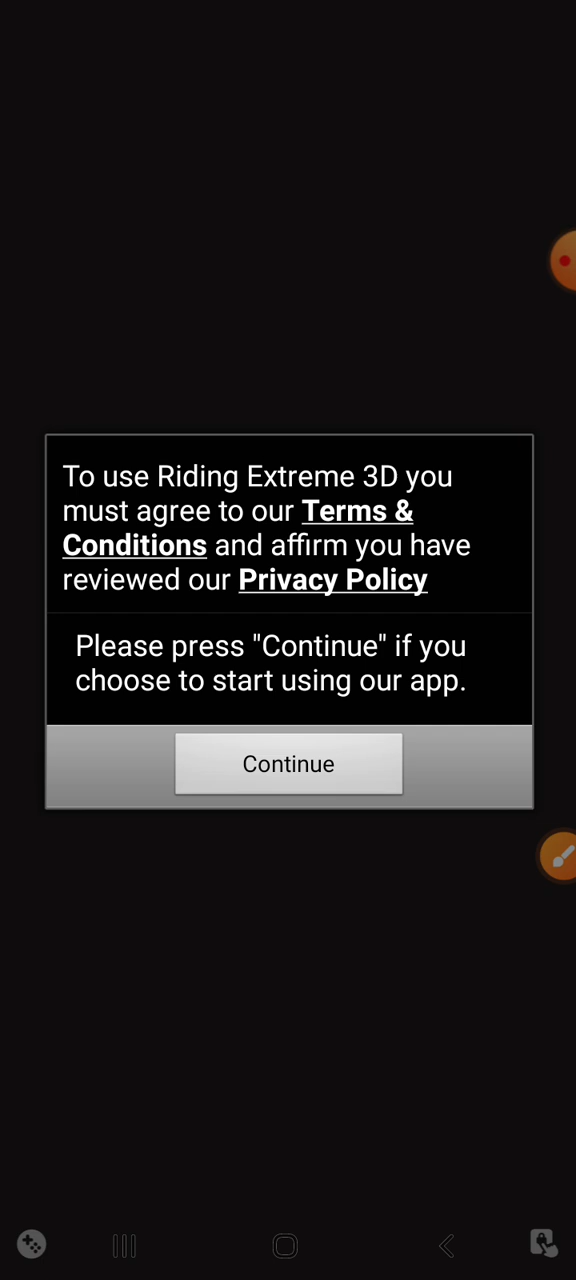 To use Riding Extreme 3D you
must agree to our Terms &
Conditions and affirm you have
reviewed our Privacy Policy
Please press "Continue" if you
choose to start using our app.
Continue